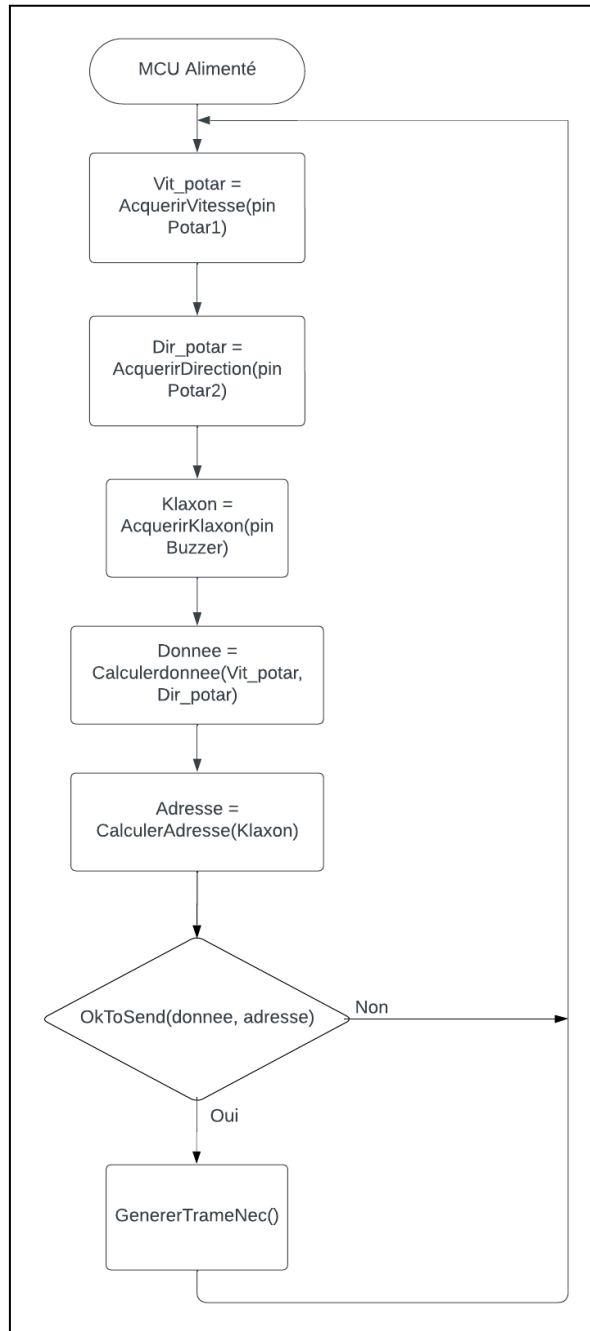 MCU Alimenté
Vit_potar =
AcquerirVitesse(pin
Potar1)
Dir_potar =
AcquerirDirection(pin
Potar2)
Klaxon =
AcquerirKlaxon(pin
Buzzer)
Donnee =
Calculerdonnee(Vit_potar,
Dir_potar)
Adresse =
CalculerAdresse(Klaxon)
OkToSend(donnee, adresse)
Non
Oui
GenererTrameNec()